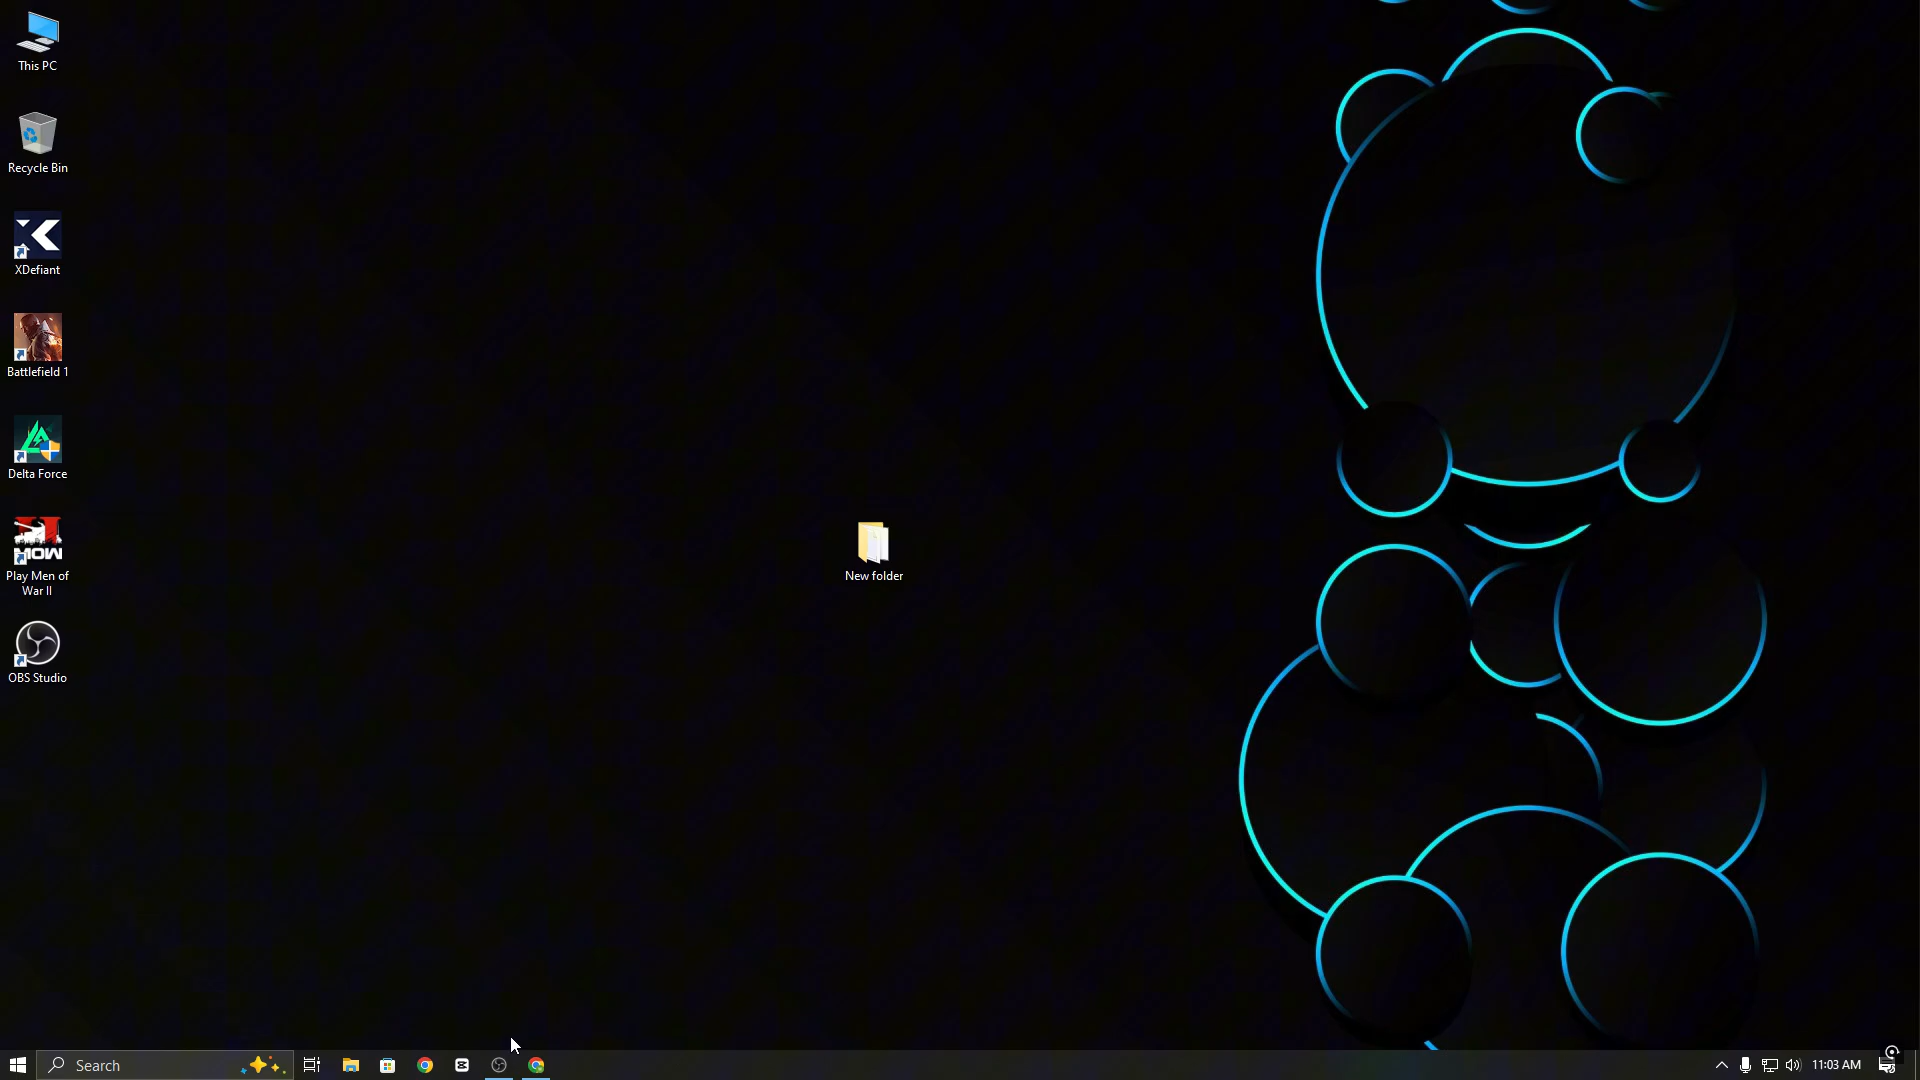 This PC
Recycle Bin
XDefiant
Battlefield 1
Delta Force
Play Men of
War II
OBS Studio
New folder
Search
11:03 AM